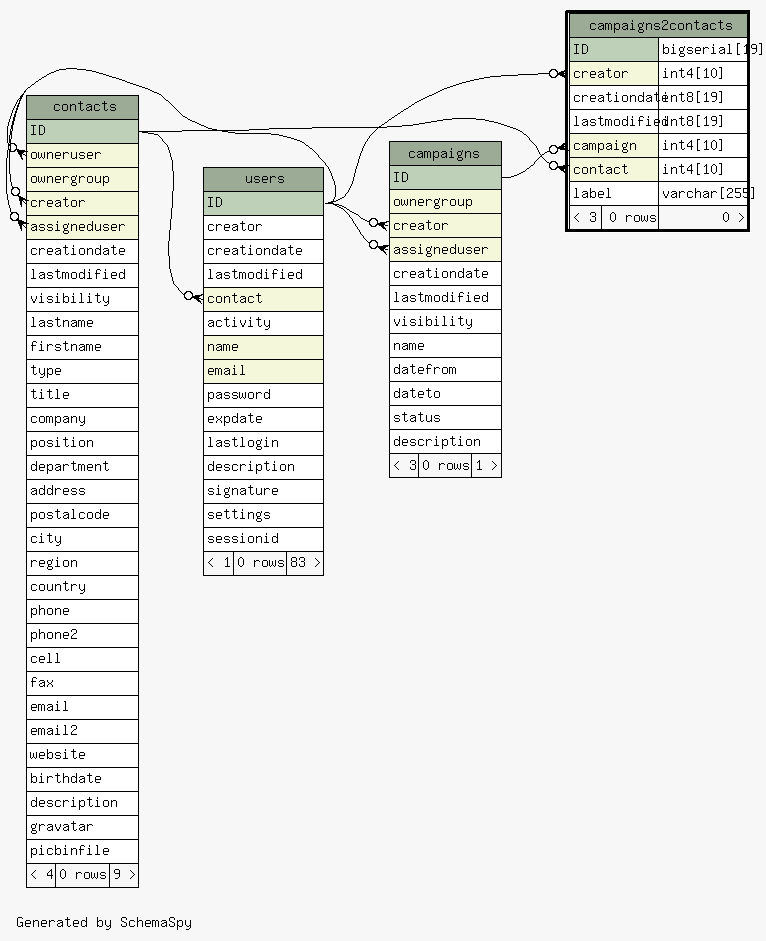 contacts
ID
owneruser
ownergroup
creator
assigneduser
creationdate
lastmodified
visibility
lastname
firstname
type
title
company
position
department
address
postalcode
city
region
country
phone
phone2
cell
fax
email
email2
website
birthdate
description
gravatar
picbinfile
< 4 0 rows 9 >
users
ID
creator
creationdate
lastmodified
contact
activity
name
email
password
expdate
lastlogin
description
signature
settings
sessionid
< 1 0 rows 83 >
campaigns
ID
ownergroup
creator
assigneduser
creationdate
lastmodified
visibility
name
datefrom
dateto
status
description
< 3 0 rows 1 >
campaigns2contacts
ID bigserial[19]
creator int4[10]
creationdate int8[19]
lastmodified int8[19]
campaign int4[10]
contact int4[10]
label varchar[255]
< 3 0 rows 0 >
Generated by SchemaSpy